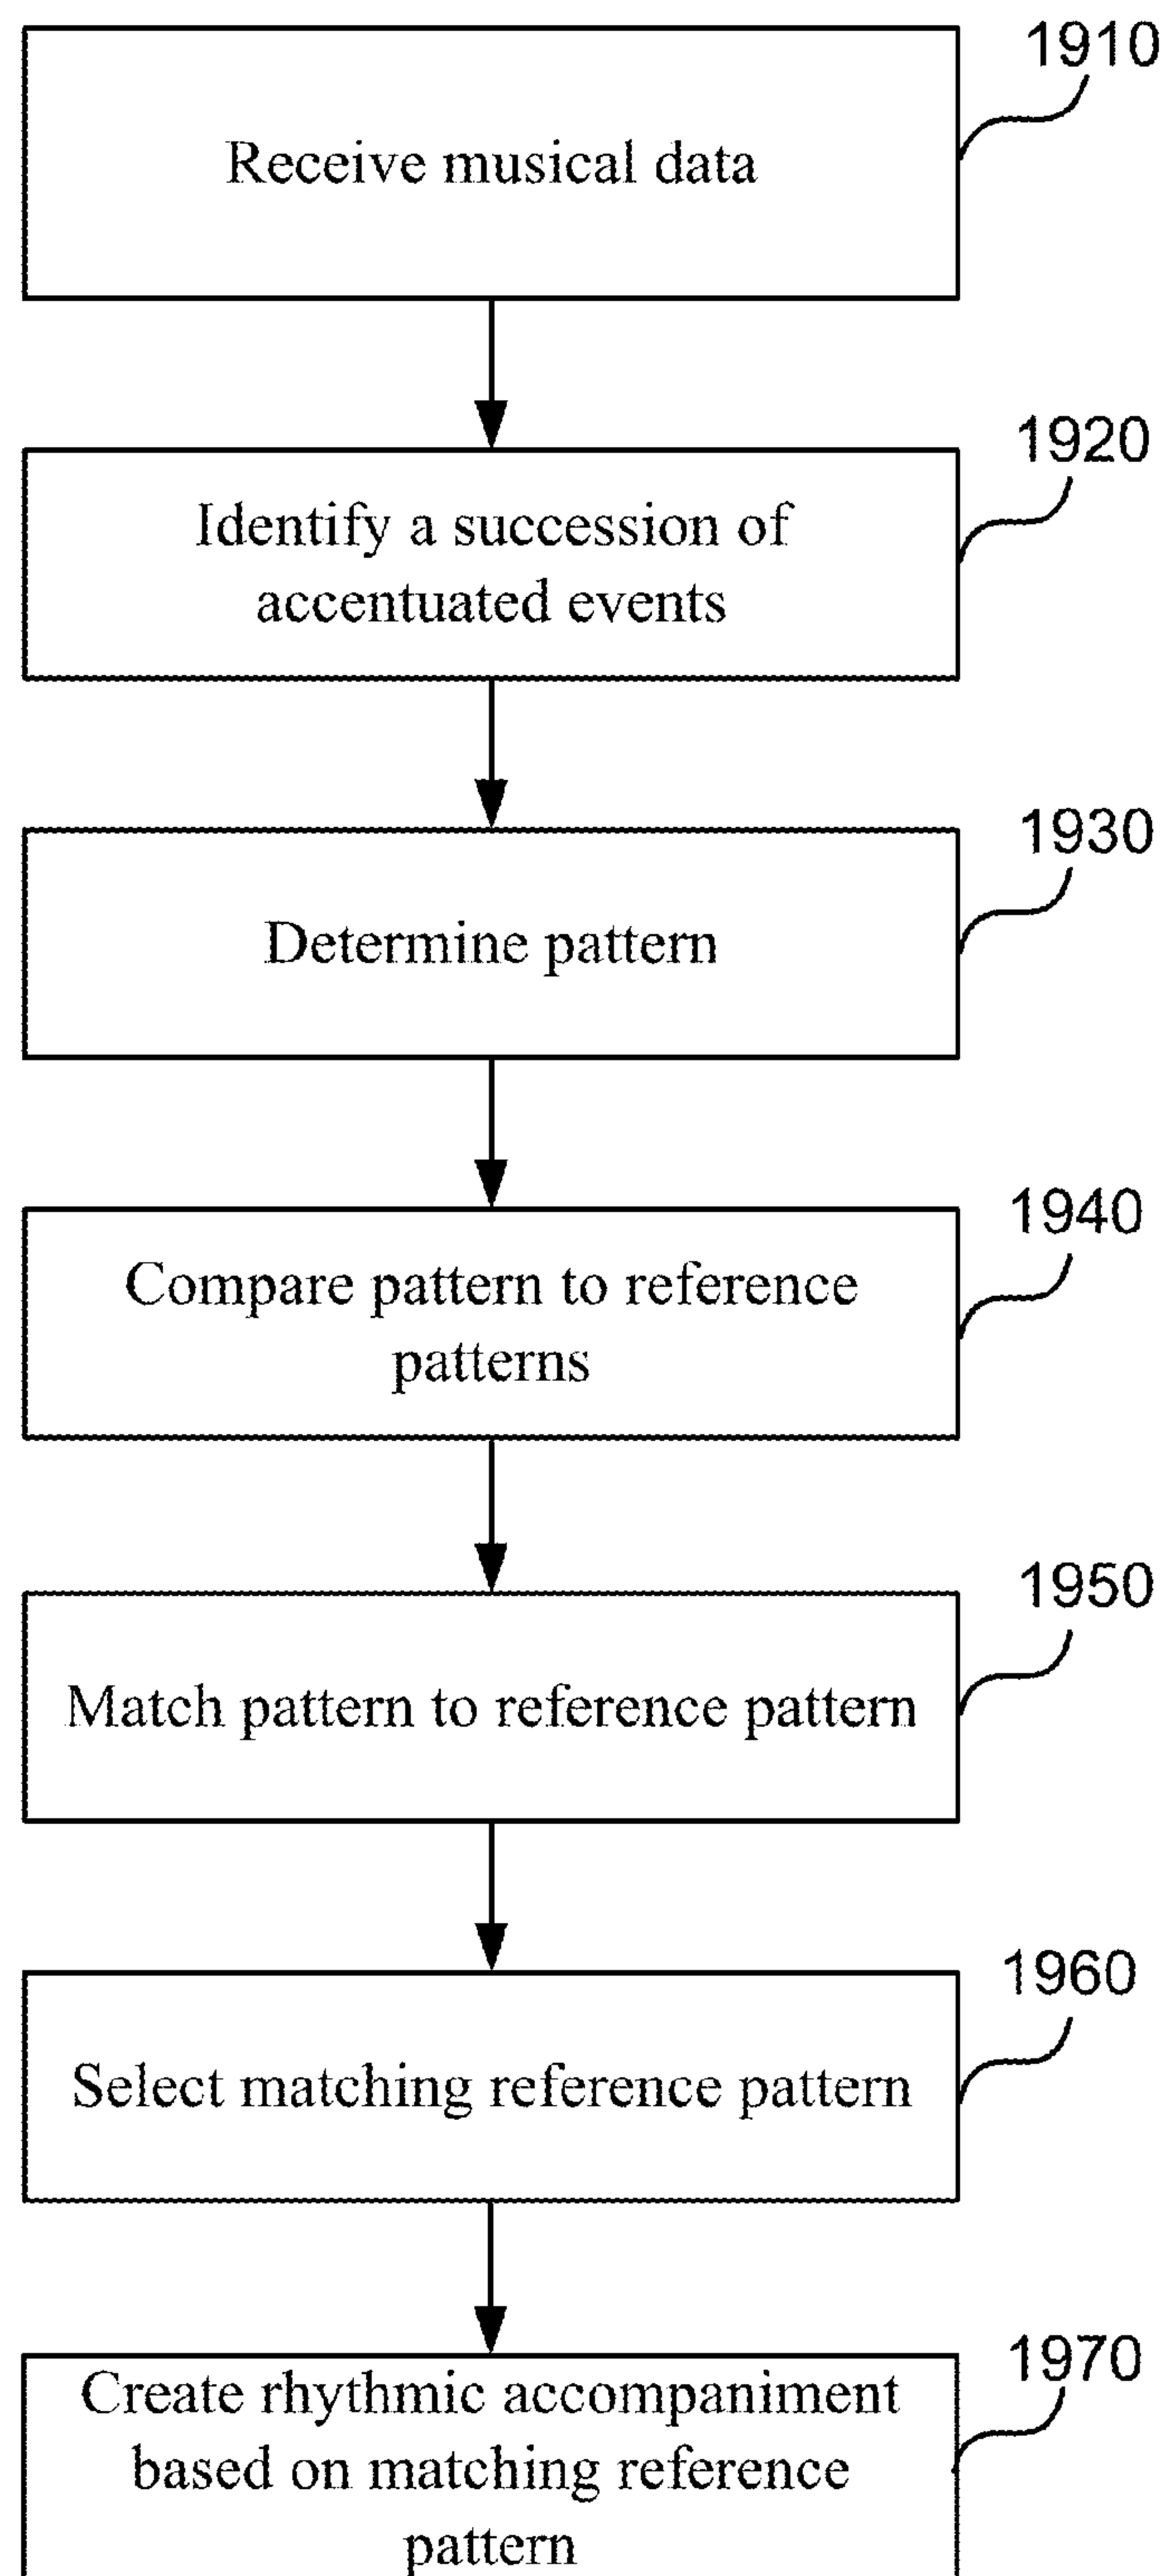 1910
Receive musical data
1920
Identify a succession of
accentuated events
1930
Determine pattern
1940
Compare pattern to reference
patterns
1950
Match pattern to reference pattern
1960
Select matching reference pattern
1970
Create rhythmic accompaniment
based on matching reference
pattern